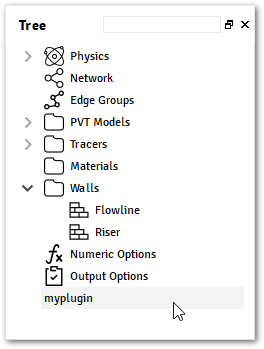 Tree
Physics
Network
Edge Groups
PVT Models
Tracers
Materials
Walls
Flowline
Riser
Numeric Options
Output Options
myplugin